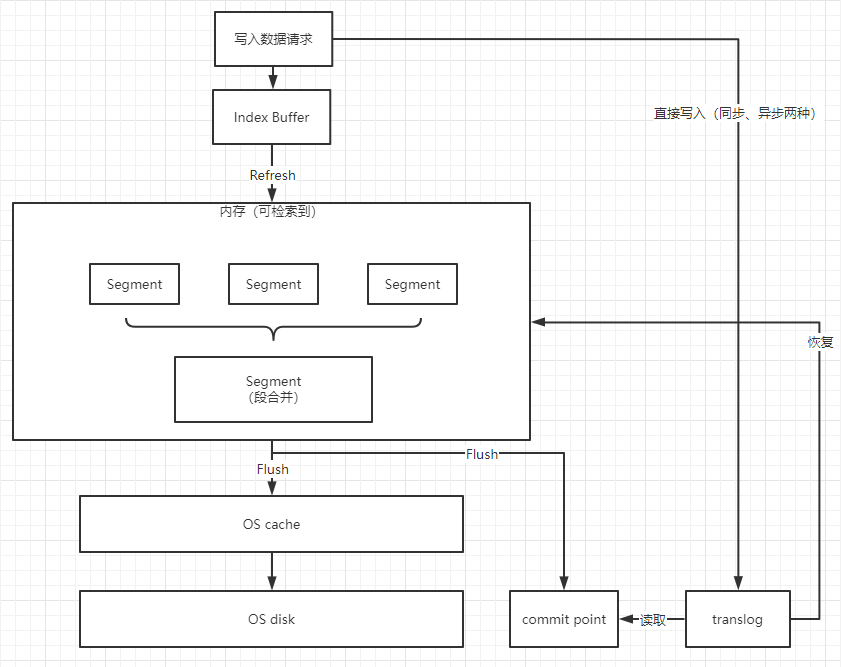 写入数据请求
直接写入（同步、异步两种）
Index Buffer
Refresh
内存（可检索到）
Segment
Segment
Segment
恢复
Segment
（段合并）
Flush
Flush
OS cache
OS disk
commit point
读取
translog